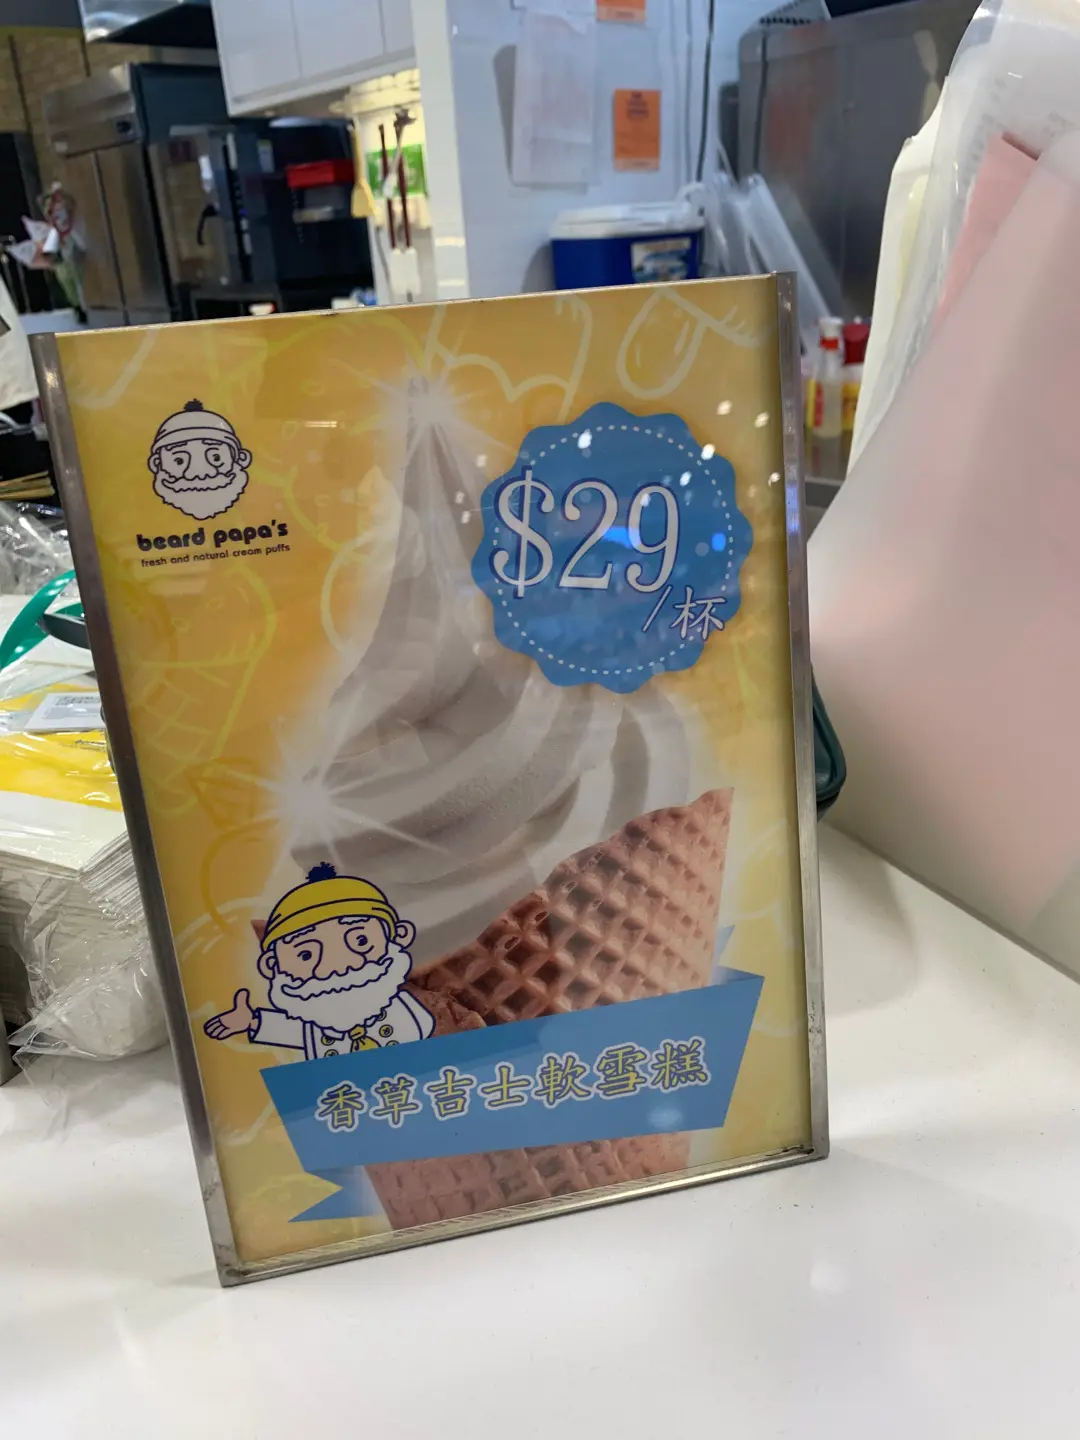 beard papa's
fresh and natural cream puffs
$29
/杯
香草吉士軟雪糕